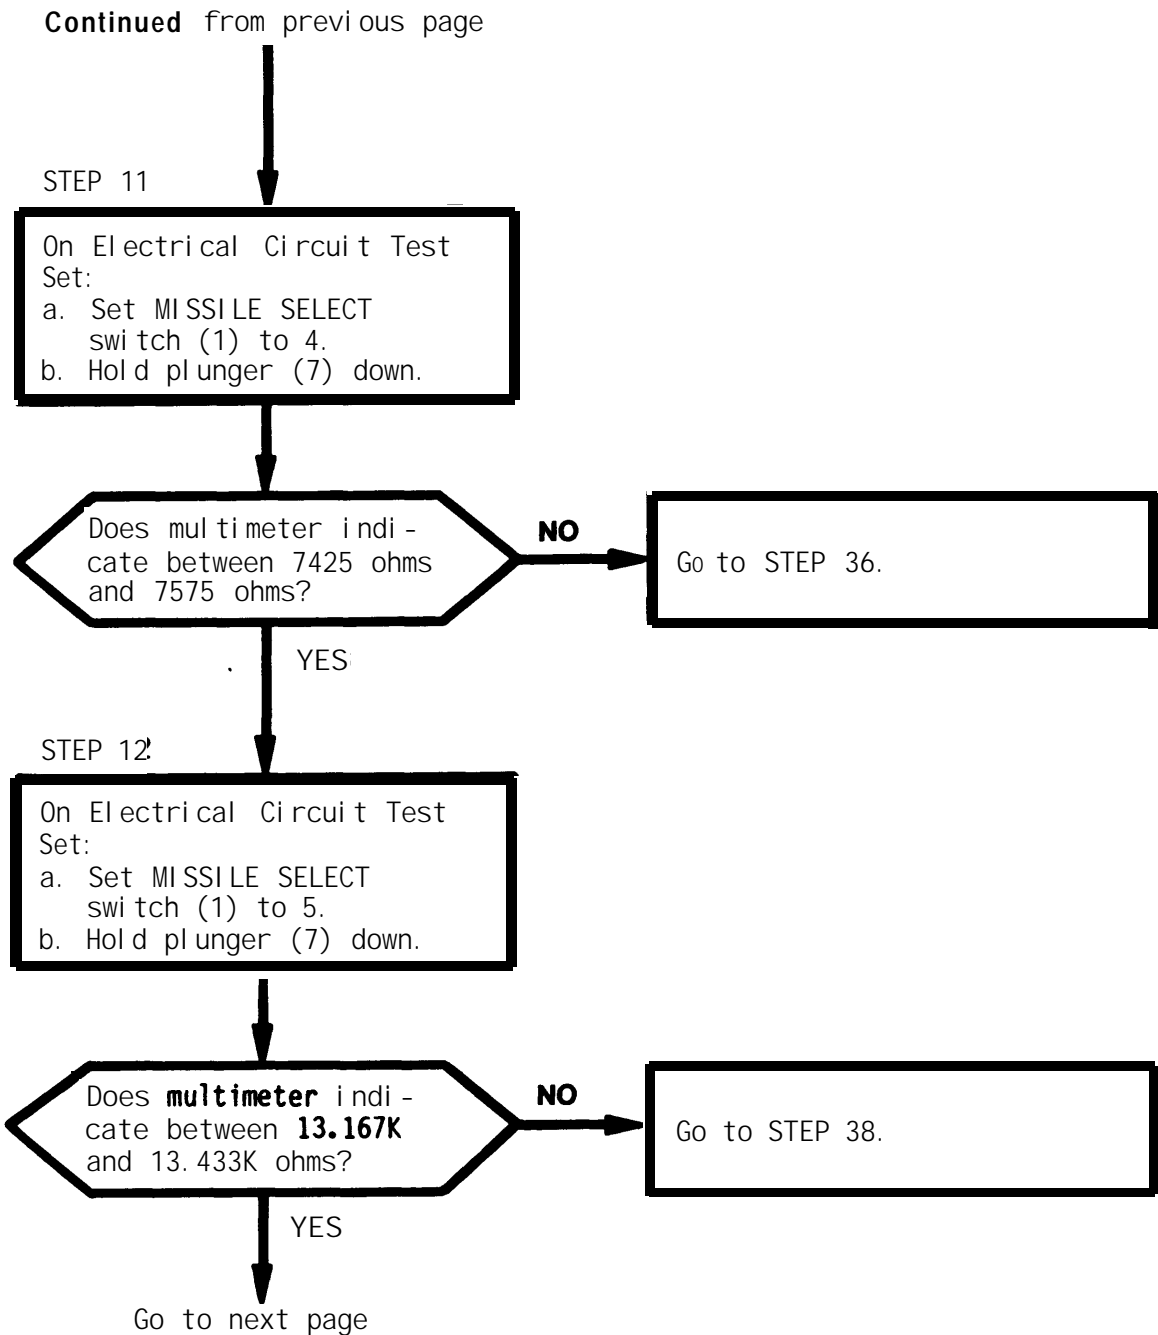 Continued from previous page
STEP 11
On Electrical Circuit Test
Set:
a. Set MISSILE SELECT
switch (1) to 4.
b. Hold plunger (7) down.
Does multimeter indi-
cate between 7425 ohms
and 7575 ohms?
NO
Go to STEP 36.
YES
STEP 12
On Electrical Circuit Test
Set:
a. Set MISSILE SELECT
switch (1) to 5.
b. Hold plunger (7) down.
Does multimeter indi-
cate between 13.167K
and 13.433K ohms?
NO
Go to STEP 38.
YES
Go to next page